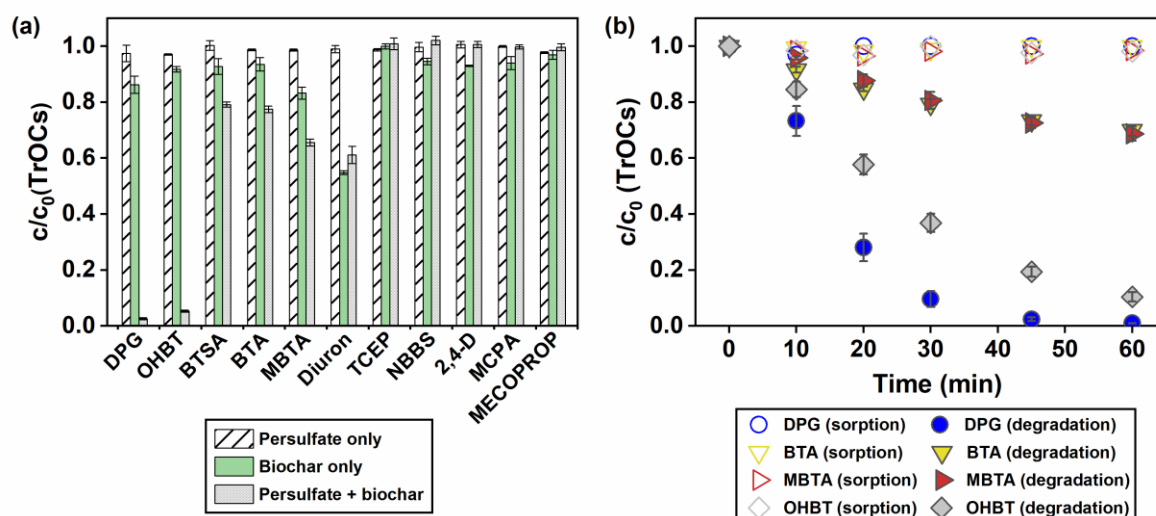 (a)
c/c0(TrOCs)
1.0
0.8
0.6
0.4
0.2
0.0
DPG
OHBT
BTSA
BTA
MBTA
Diuron
TCEP
NBBS
2,4-D
MCPA
MECOPROP
Persulfate only
Biochar only
Persulfate + biochar
(b)
c/c0 (TrOCs)
1.0
0.8
0.6
0.4
0.2
0.0
0 10 20 30 40 50 60
Time (min)
DPG (sorption) DPG (degradation)
BTA (sorption) BTA (degradation)
MBTA (sorption) MBTA (degradation)
OHBT (sorption) OHBT (degradation)